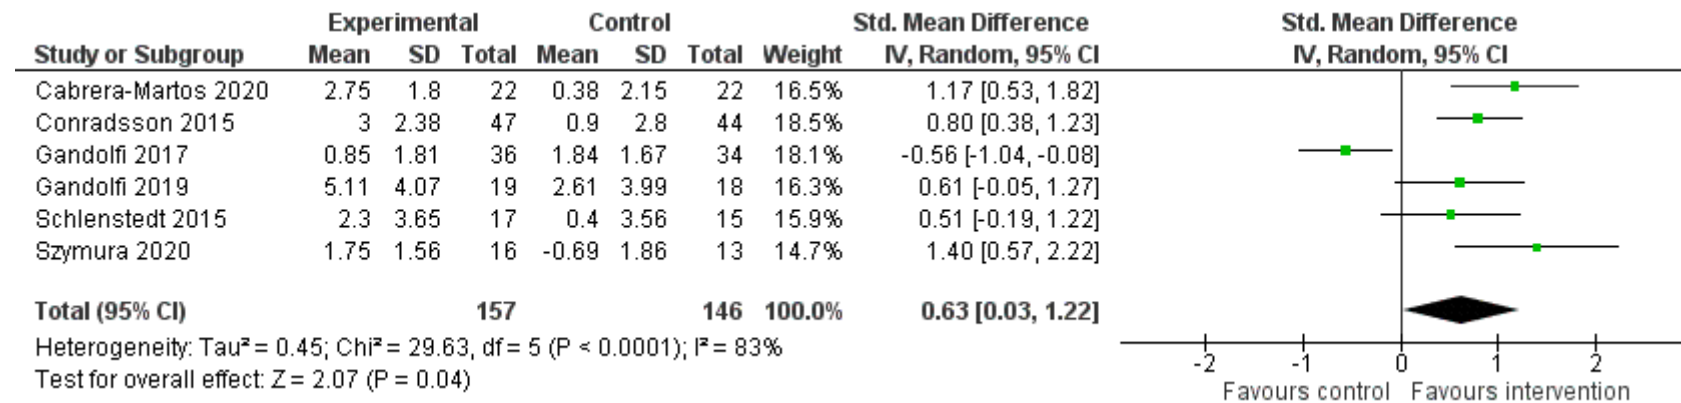 Experimental Control Std. Mean Difference Std. Mean Difference
Study or Subgroup Mean SD Total Mean SD Total Weight IV, Random, 95% CI IV, Random, 95% CI
Cabrera-Martos 2020 2.75 1.8 22 0.38 2.15 22 16.5% 1.17 [0.53, 1.82]
Conradsson 2015 3 2.38 47 0.9 2.8 44 18.5% 0.80 [0.38, 1.23]
Gandolfi 2017 0.85 1.81 36 1.84 1.67 34 18.1% -0.56 [-1.04, -0.08]
Gandolfi 2019 5.11 4.07 19 2.61 3.99 18 16.3% 0.61 [-0.05, 1.27]
Schlenstedt 2015 2.3 3.65 17 0.4 3.56 15 15.9% 0.51 [-0.19, 1.22]
Szymura 2020 1.75 1.56 16 -0.69 1.86 13 14.7% 1.40 [0.57, 2.22]
Total (95% CI) 157 146 100.0% 0.63 [0.03, 1.22]
Heterogeneity: Tau² = 0.45; Chi² = 29.63, df = 5 (P < 0.0001); I² = 83%
Test for overall effect: Z = 2.07 (P = 0.04)
-2 -1 0 1 2
Favours control Favours intervention